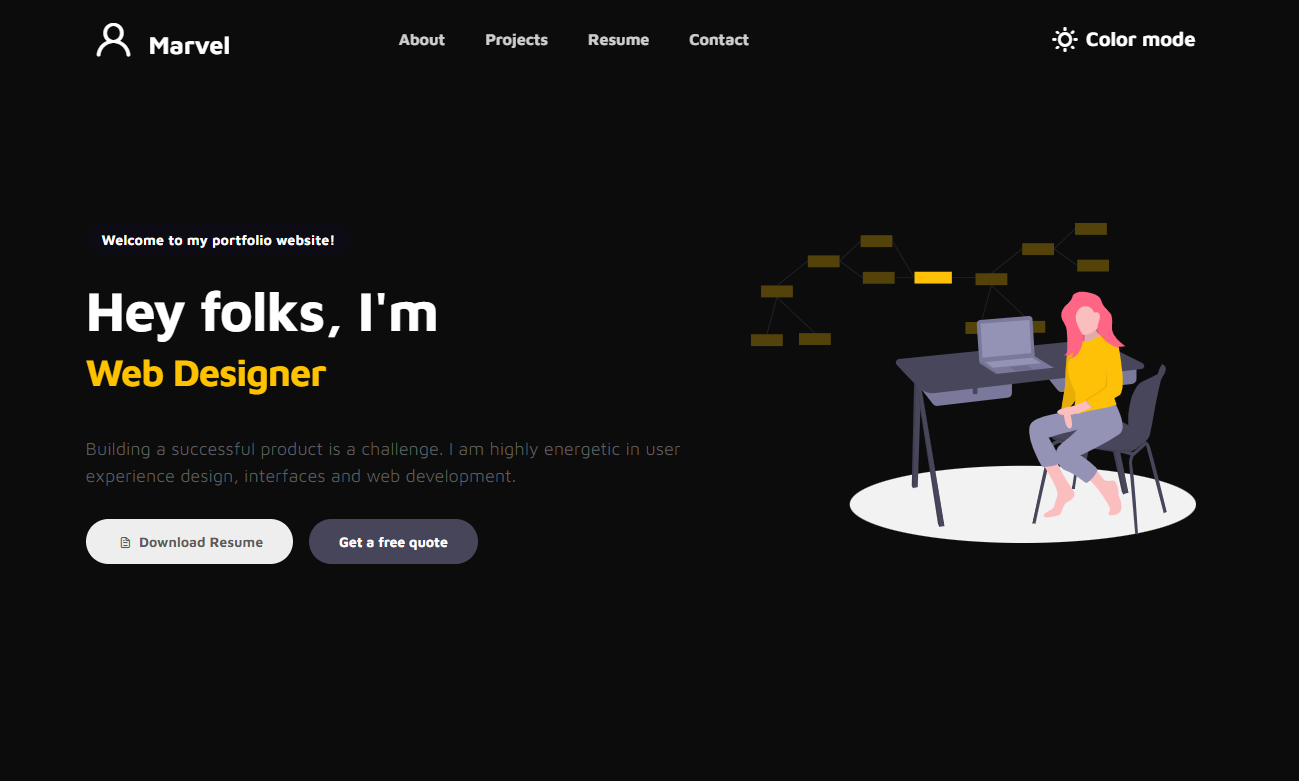 Marvel
About
Projects
Resume
Contact
Color mode
Welcome to my portfolio website!
Hey folks, I'm
Web Designer
Building a successful product is a challenge. I am highly energetic in user
experience design, interfaces and web development.
Download Resume
Get a free quote